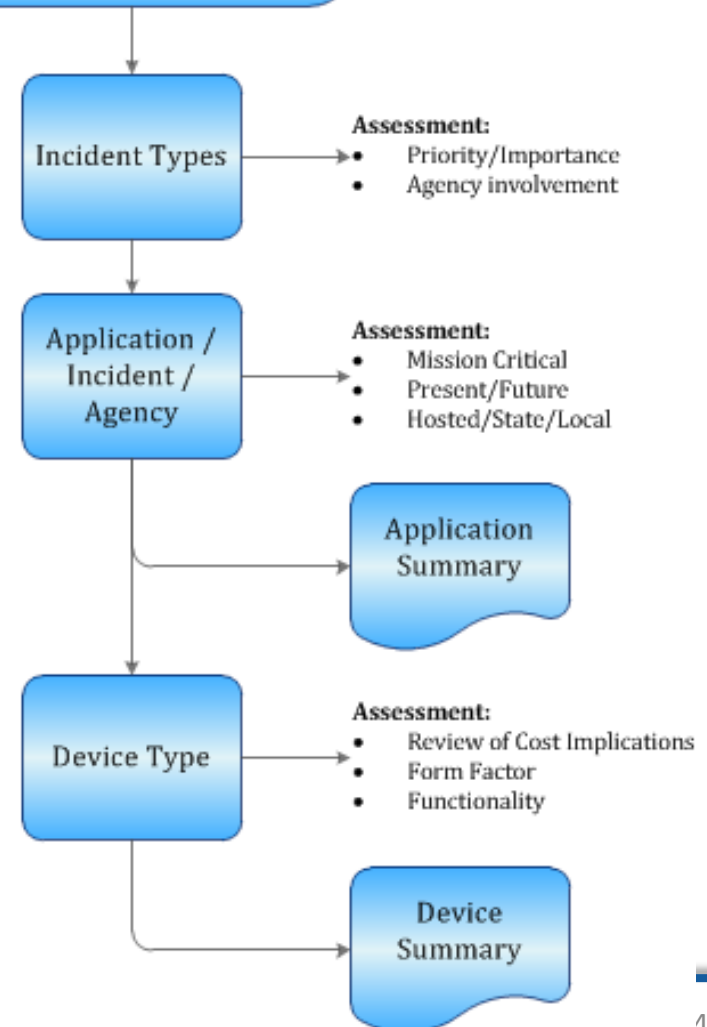 Incident Types
Assessment:
• Priority/Importance
• Agency involvement
Application /
Incident /
Agency
Assessment:
• Mission Critical
• Present/Future
• Hosted/State/Local
Application
Summary
Device Type
Assessment:
• Review of Cost Implications
• Form Factor
• Functionality
Device
Summary